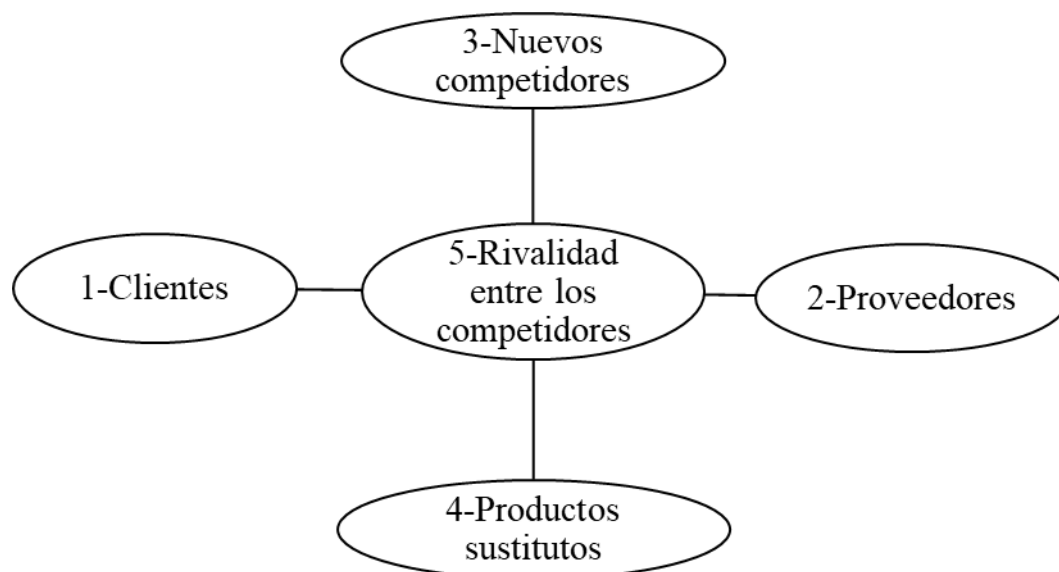 3-Nuevos
competidores
1-Clientes
5-Rivalidad
entre los
competidores
2-Proveedores
4-Productos
sustitutos